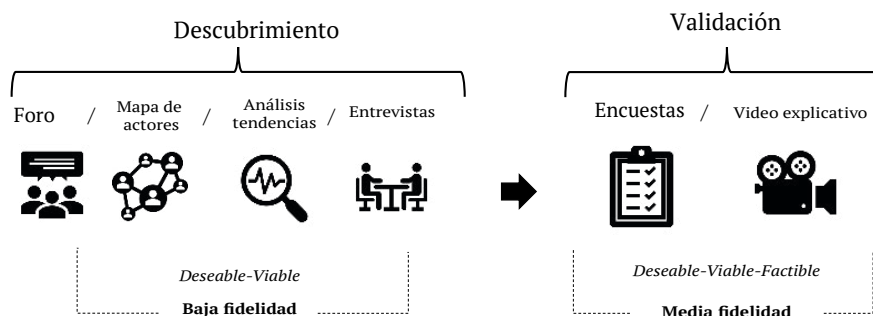 Descubrimiento
Foro / Mapa de actores / Análisis tendencias / Entrevistas
Deseable-Viable
Baja fidelidad
Validación
Encuestas / Video explicativo
Deseable-Viable-Factible
Media fidelidad